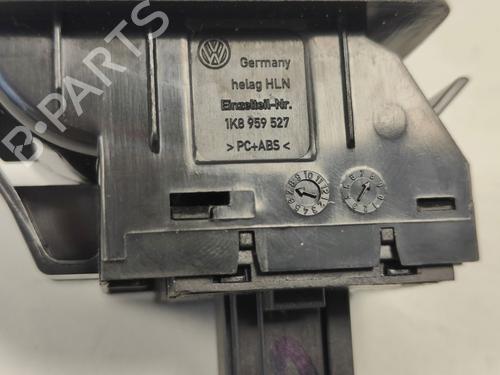 Germany
helag HLN
Einzelteil-Nr.
1K8 959 527
> PC+ABS <
B-PARTS